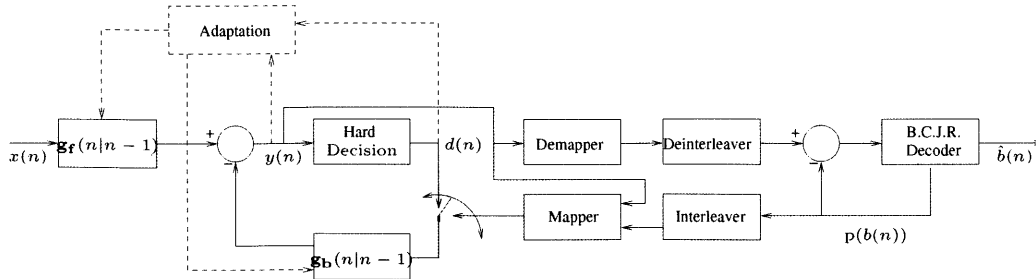 Adaptation
x(n)
g_f(n|n − 1)
+
−
y(n)
Hard
Decision
d(n)
Demapper
Deinterleaver
+
−
B.C.J.R.
Decoder
b̂(n)
Mapper
Interleaver
p(b(n))
g_b(n|n − 1)